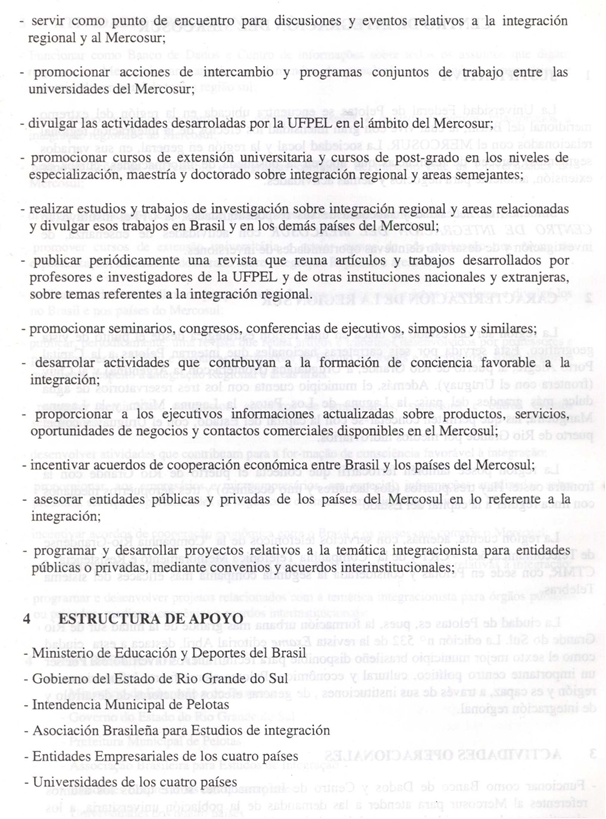 - servir como punto de encuentro para discusiones y eventos relativos a la integración
regional y al Mercosur;
- promocionar acciones de intercambio y programas conjuntos de trabajo entre las
universidades del Mercosur;
- divulgar las actividades desarroladas por la UFPEL en el ámbito del Mercosur;
- promocionar cursos de extensión universitaria y cursos de post-grado en los niveles de
especialización, maestría y doctorado sobre integración regional y areas semejantes;
- realizar estudios y trabajos de investigación sobre integración regional y areas relacionadas
y divulgar esos trabajos en Brasil y en los demás países del Mercosul;
- publicar periódicamente una revista que reuna artículos y trabajos desarrollados por
profesores e investigadores de la UFPEL y de otras instituciones nacionales y extranjeras,
sobre temas referentes a la integración regional.
- promocionar seminarios, congresos, conferencias de ejecutivos, simposios y similares;
- desarrolar actividades que contribuyan a la formación de conciencia favorable a la
integración;
- proporcionar a los ejecutivos informaciones actualizadas sobre productos, servicios,
oportunidades de negocios y contactos comerciales disponibles en el Mercosul;
- incentivar acuerdos de cooperación económica entre Brasil y los países del Mercosul;
- asesorar entidades públicas y privadas de los países del Mercosul en lo referente a la
integración;
- programar y desarrollar proyectos relativos a la temática integracionista para entidades
públicas o privadas, mediante convenios y acuerdos interinstitucionales;
4 ESTRUCTURA DE APOYO
- Ministerio de Educación y Deportes del Brasil
- Gobierno del Estado de Rio Grande do Sul
- Intendencia Municipal de Pelotas
- Asociación Brasileña para Estudios de integración
- Entidades Empresariales de los cuatro países
- Universidades de los cuatro países